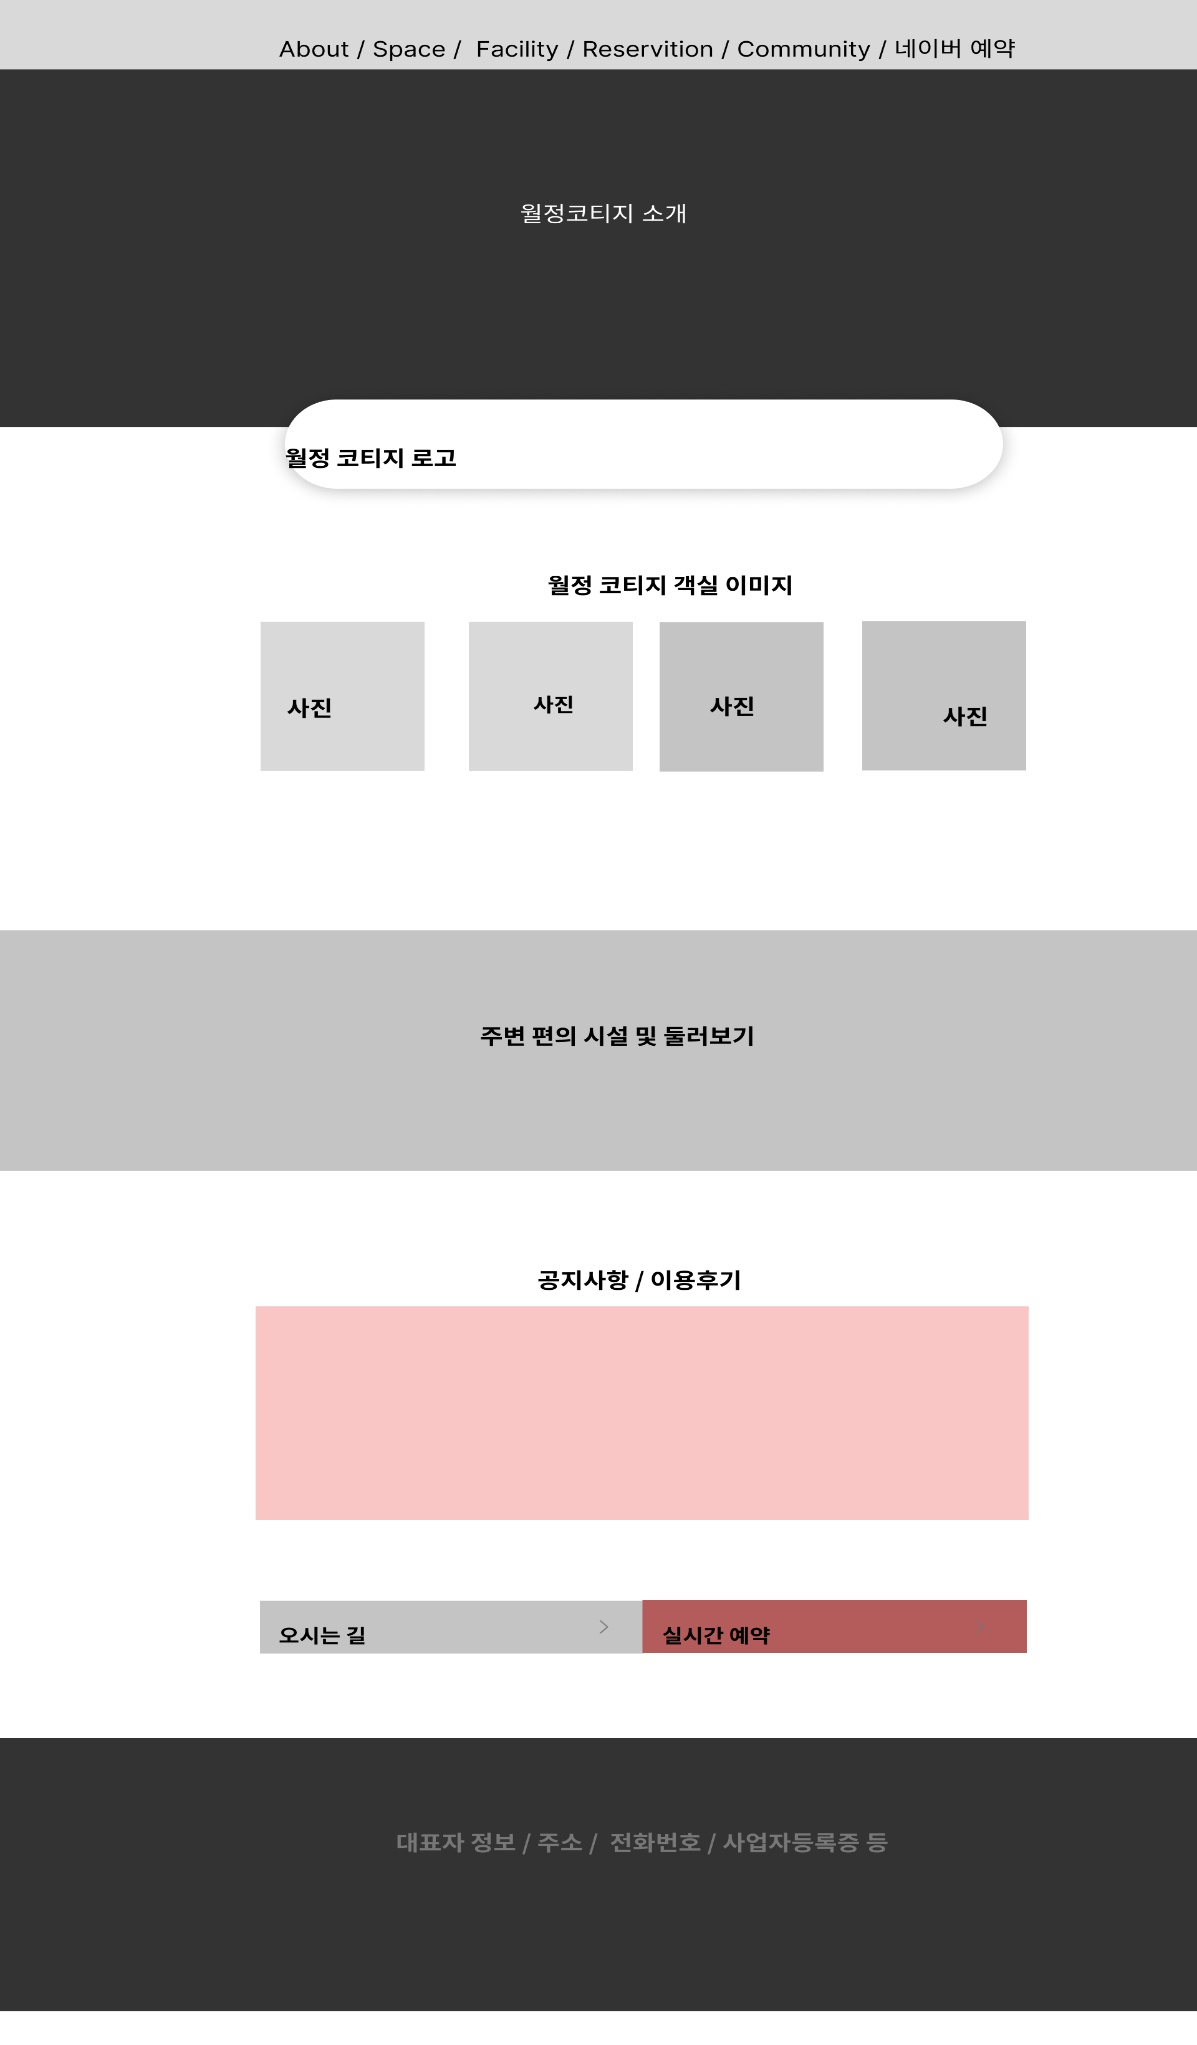 About / Space /  Facility / Reservition / Community / 네이버 예약
월정코티지 소개
월정 코티지 로고
월정 코티지 객실 이미지
사진 사진 사진 사진
주변 편의 시설 및 둘러보기
공지사항 / 이용후기
오시는 길 > 실시간 예약 >
대표자 정보 / 주소 /  전화번호 / 사업자등록증 등